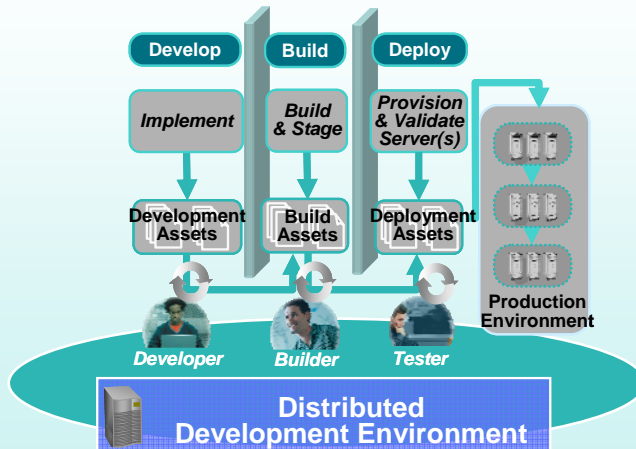 Develop
Build
Deploy
Implement
Build
& Stage
Provision
& Validate
Server(s)
Development
Assets
Build
Assets
Deployment
Assets
Production
Environment
Developer
Builder
Tester
Distributed
Development Environment